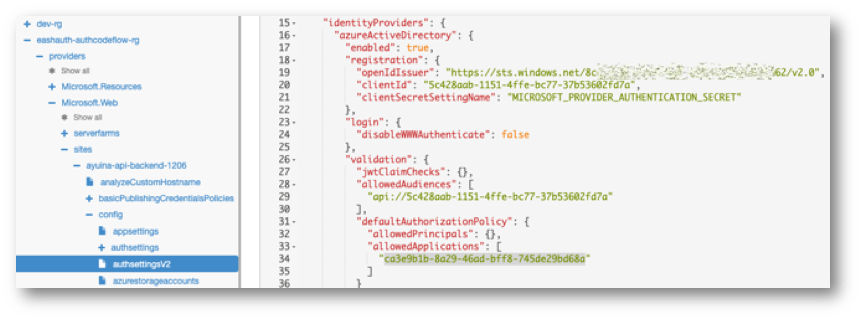 dev-rg
eashauth-authcodeflow-rg
providers
Show all
Microsoft.Resources
Microsoft.Web
Show all
serverfarms
sites
ayuina-api-backend-1206
analyzeCustomHostname
basicPublishingCredentialsPolicies
config
appsettings
authsettings
authsettingsV2
azurestorageaccounts
15 "identityProviders": {
16 "azureActiveDirectory": {
17 "enabled": true,
18 "registration": {
19 "openIdIssuer": "https://sts.windows.net/8c 62/v2.0",
20 "clientId": "5c428aab-1151-4ffe-bc77-37b53602fd7a",
21 "clientSecretSettingName": "MICROSOFT_PROVIDER_AUTHENTICATION_SECRET"
22 },
23 "login": {
24 "disableWWWAuthenticate": false
25 },
26 "validation": {
27 "jwtClaimChecks": {},
28 "allowedAudiences": [
29 "api://5c428aab-1151-4ffe-bc77-37b53602fd7a"
30 ],
31 "defaultAuthorizationPolicy": {
32 "allowedPrincipals": {},
33 "allowedApplications": [
34 "ca3e9b1b-8a29-46ad-bff8-745de29bd68a"
35 ]
36 }